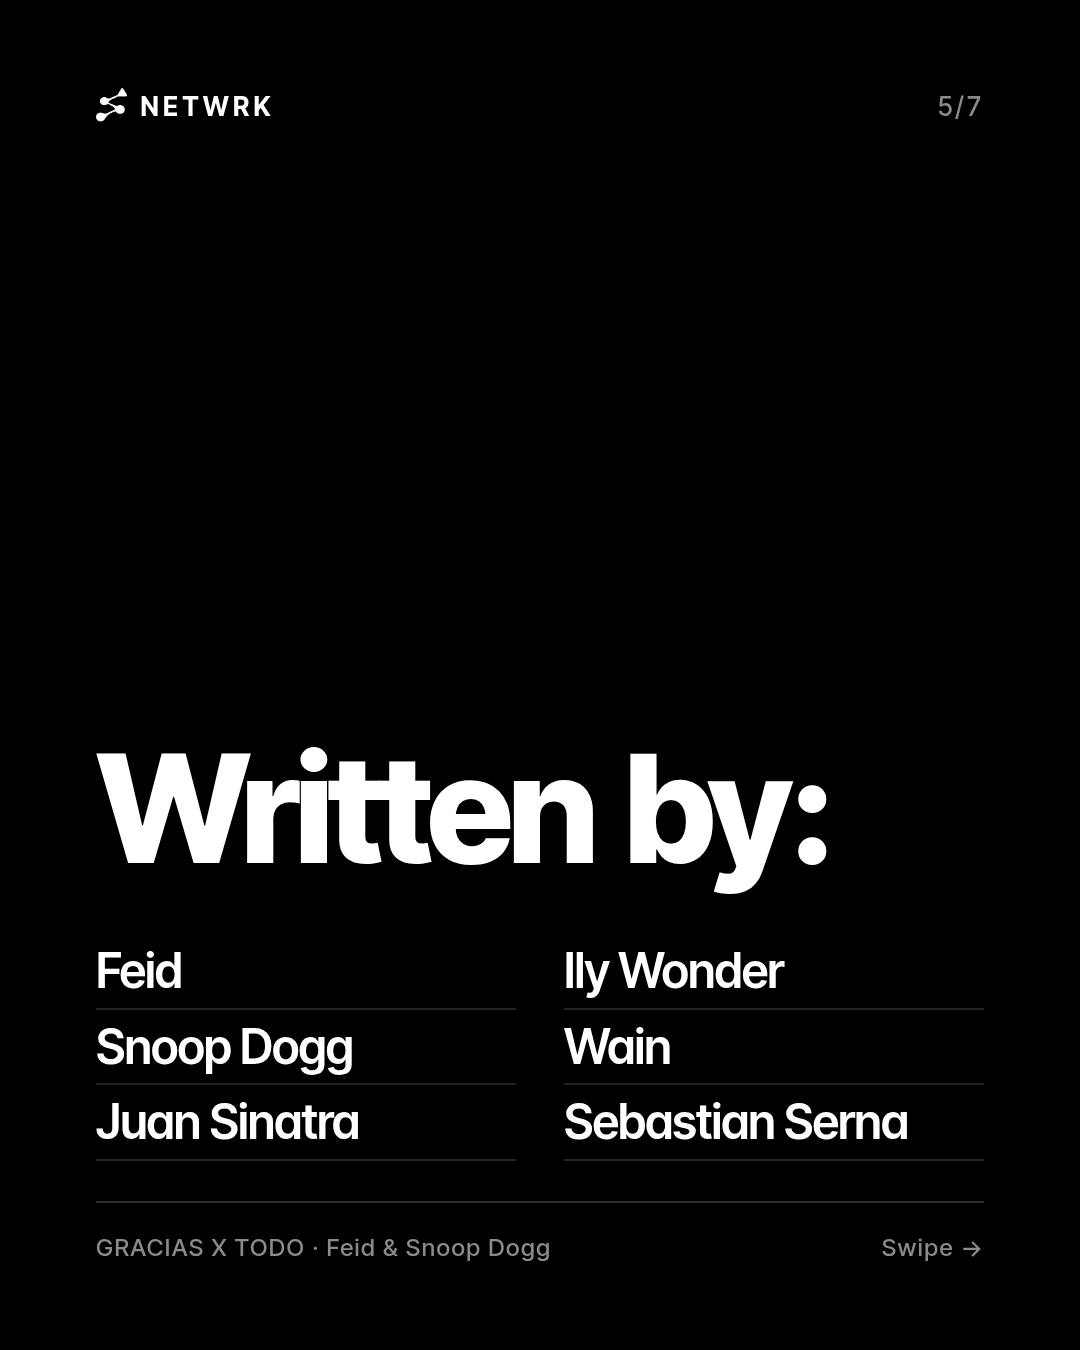 NETWRK
5/7
Written by:
Feid
Ily Wonder
Snoop Dogg
Wain
Juan Sinatra
Sebastian Serna
GRACIAS X TODO · Feid & Snoop Dogg
Swipe →